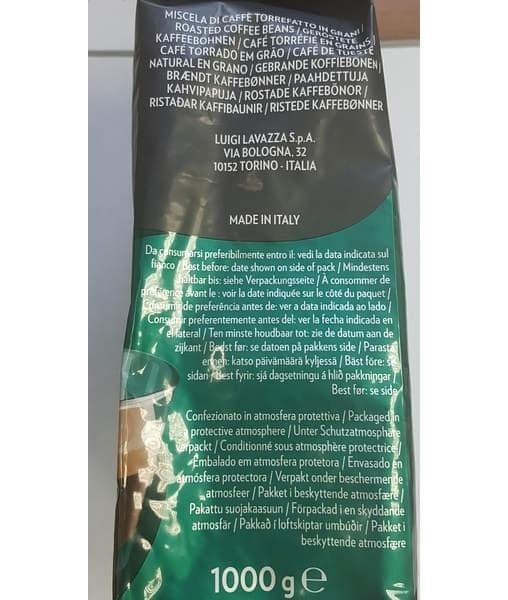 MISCELA DI CAFFÈ TORREFATTO IN GRANI /
ROASTED COFFEE BEANS / GERÖSTETE
KAFFEEBOHNEN / CAFÉ TORRÉFIÉ EN GRAINS /
CAFÉ TORRADO EM GRÃO / CAFÉ DE TUESTE
NATURAL EN GRANO / GEBRANDE KOFFIEBONEN /
BRÆNDT KAFFEBØNNER / PAAHDETTUJA
KAHVIPAPUJA / ROSTADE KAFFEBÖNOR /
RISTAÐAR KAFFIBAUNIR / RISTEDE KAFFEBØNNER
LUIGI LAVAZZA S.p.A.
VIA BOLOGNA, 32
10152 TORINO - ITALIA
MADE IN ITALY
Da consumarsi preferibilmente entro il: vedi la data indicata sul
fianco / Best before: date shown on side of pack / Mindestens
haltbar bis: siehe Verpackungsseite / À consommer de
préférence avant le : voir la date indiquée sur le côté du paquet /
Consumir de preferência antes de: ver a data indicada ao lado /
Consumir preferentemente antes del: ver la fecha indicada en
el lateral / Ten minste houdbaar tot: zie de datum aan de
zijkant / Bedst før: se datoen på pakkens side / Parasta
ennen: katso päivämäärä kyljessä / Bäst före: se
sidan / Best fyrir: sjá dagsetningu á hlið pakkningar /
Best før: se side
Confezionato in atmosfera protettiva / Packaged in
protective atmosphere / Unter Schutzatmosphäre
verpackt / Conditionné sous atmosphère protectrice /
Embalado em atmosfera protetora / Envasado en
atmósfera protectora / Verpakt onder beschermende
atmosfeer / Pakket i beskyttende atmosfære /
Pakattu suojakaasuun / Förpackad i en skyddande
atmosfär / Pakkað í loftskiptar umbúðir / Pakket i
beskyttende atmosfære
1000 g ℮